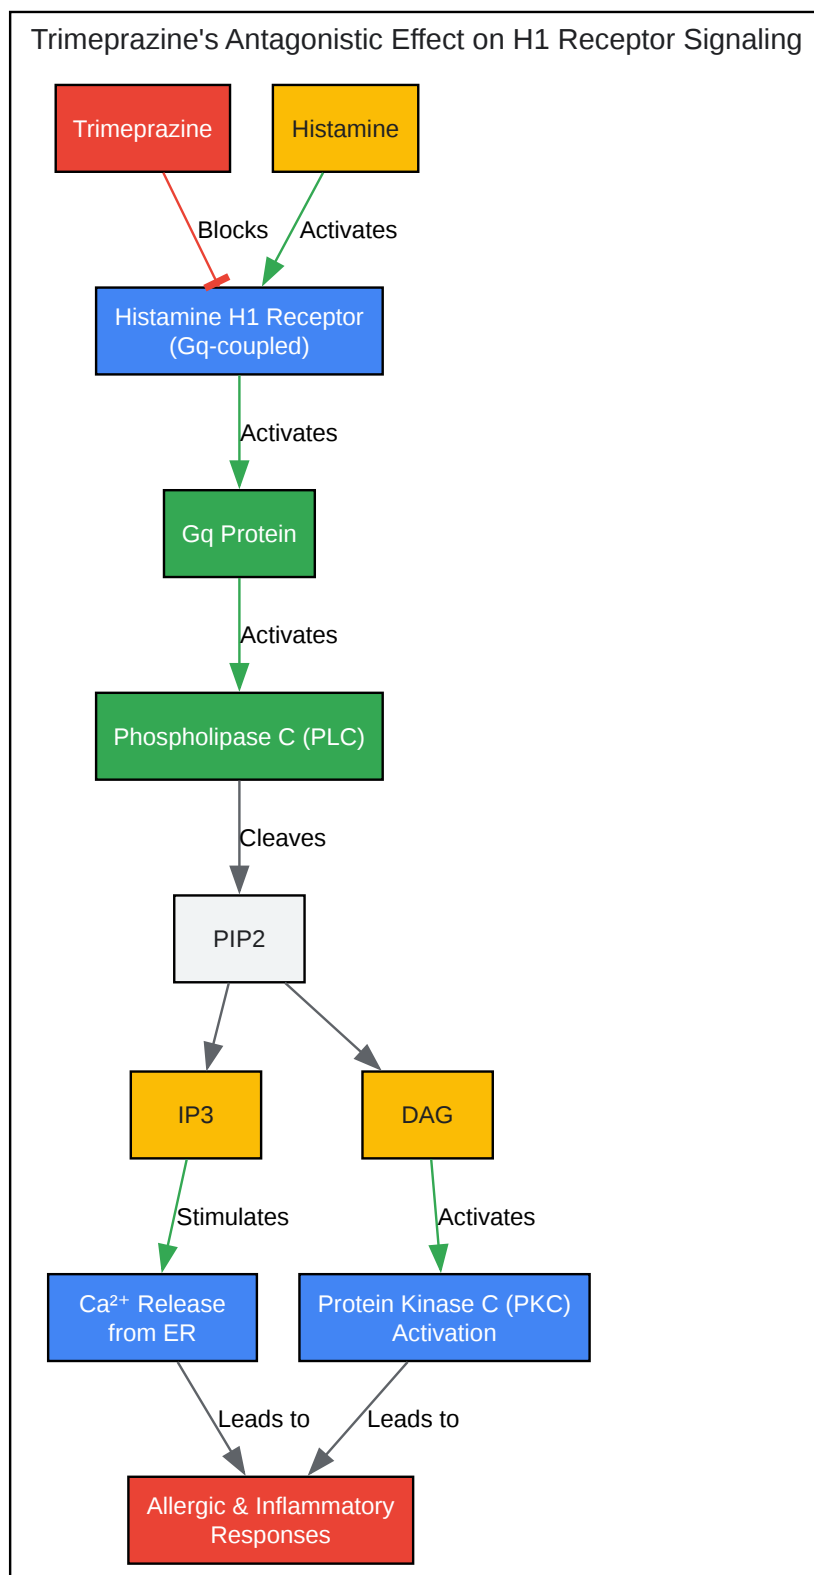 Trimeprazine's Antagonistic Effect on H1 Receptor Signaling
Trimeprazine
Histamine
Blocks
Activates
Histamine H1 Receptor
(Gq-coupled)
Activates
Gq Protein
Activates
Phospholipase C (PLC)
Cleaves
PIP2
IP3
DAG
Stimulates
Activates
Ca²⁺ Release
from ER
Protein Kinase C (PKC)
Activation
Leads to
Leads to
Allergic & Inflammatory
Responses